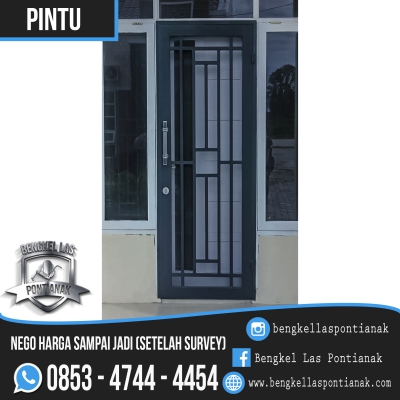 PINTU
BENGKEL LAS
PONTIANAK
NEGO HARGA SAMPAI JADI (SETELAH SURVEY)
0853 - 4744 - 4454
bengkellaspontianak
Bengkel Las Pontianak
www.bengkellaspontianak.com